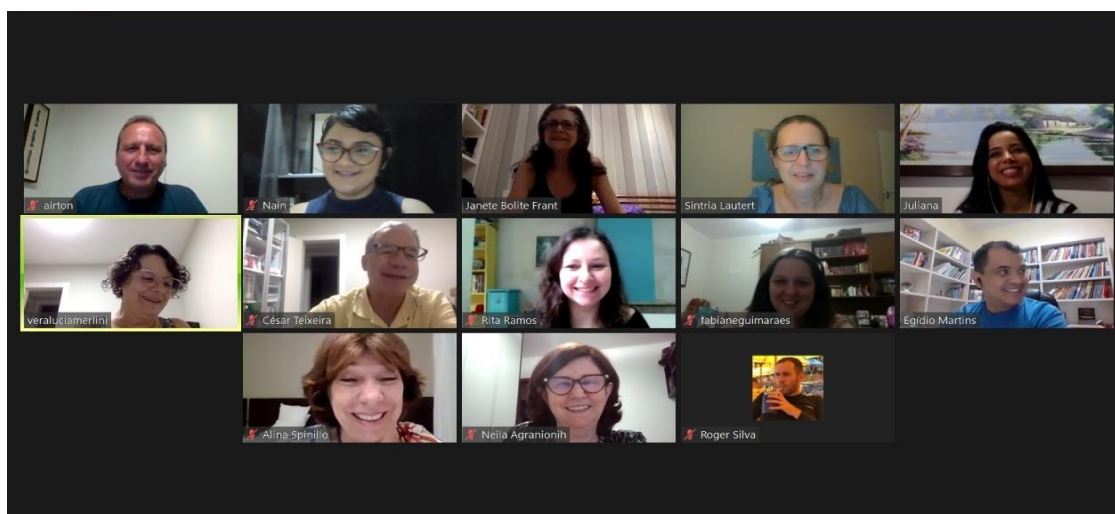 airton
Nain
Janete Bolite Frant
Sintria Lautert
Juliana
veraluciamerlini
César Teixeira
Rita Ramos
fabianeguimaraes
Egídio Martins
Alina Spinillo
Neila Agranionih
Roger Silva